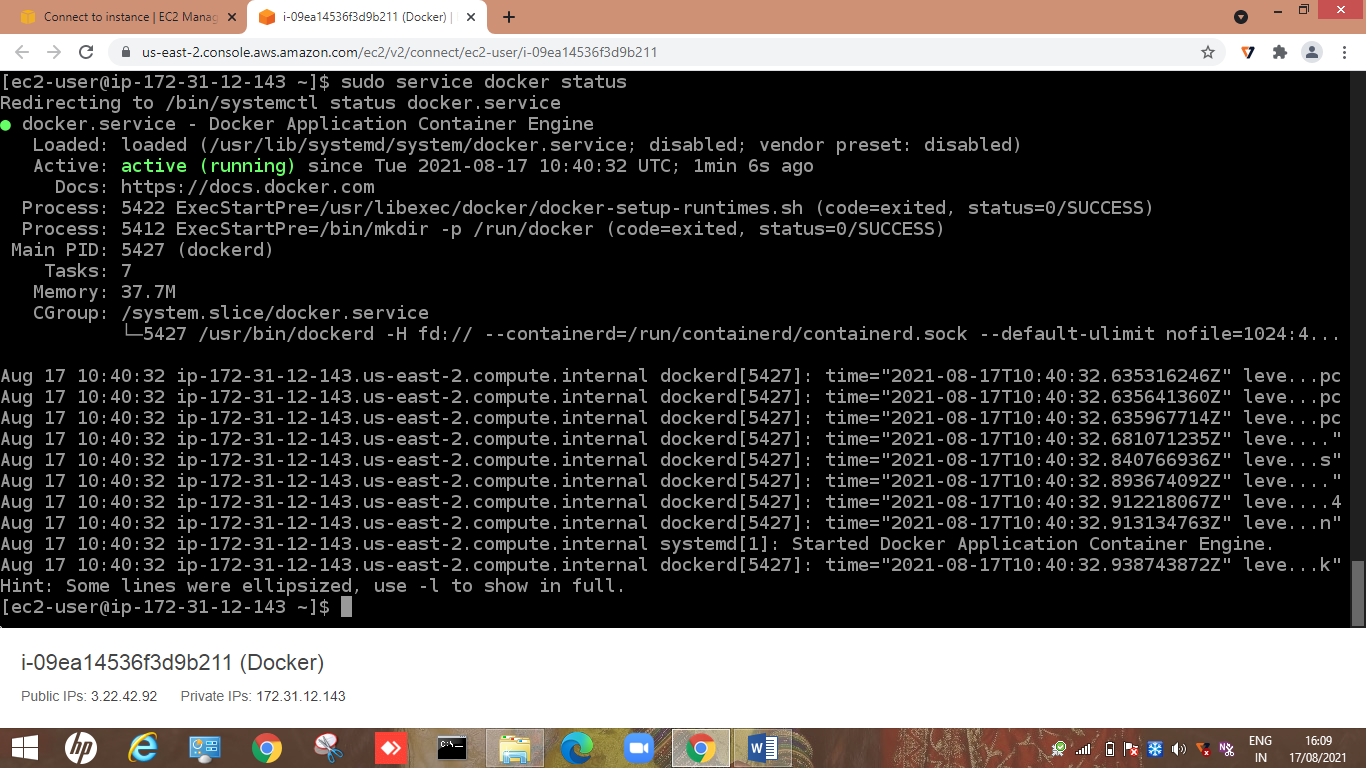 Connect to instance | EC2 Manag
i-09ea14536f3d9b211 (Docker) |
us-east-2.console.aws.amazon.com/ec2/v2/connect/ec2-user/i-09ea14536f3d9b211
[ec2-user@ip-172-31-12-143 ~]$ sudo service docker status
Redirecting to /bin/systemctl status docker.service
● docker.service - Docker Application Container Engine
Loaded: loaded (/usr/lib/systemd/system/docker.service; disabled; vendor preset: disabled)
Active: active (running) since Tue 2021-08-17 10:40:32 UTC; 1min 6s ago
Docs: https://docs.docker.com
Process: 5422 ExecStartPre=/usr/libexec/docker/docker-setup-runtimes.sh (code=exited, status=0/SUCCESS)
Process: 5412 ExecStartPre=/bin/mkdir -p /run/docker (code=exited, status=0/SUCCESS)
Main PID: 5427 (dockerd)
Tasks: 7
Memory: 37.7M
CGroup: /system.slice/docker.service
└─5427 /usr/bin/dockerd -H fd:// --containerd=/run/containerd/containerd.sock --default-ulimit nofile=1024:4...
Aug 17 10:40:32 ip-172-31-12-143.us-east-2.compute.internal dockerd[5427]: time="2021-08-17T10:40:32.635316246Z" leve...pc
Aug 17 10:40:32 ip-172-31-12-143.us-east-2.compute.internal dockerd[5427]: time="2021-08-17T10:40:32.635641360Z" leve...pc
Aug 17 10:40:32 ip-172-31-12-143.us-east-2.compute.internal dockerd[5427]: time="2021-08-17T10:40:32.635967714Z" leve...pc
Aug 17 10:40:32 ip-172-31-12-143.us-east-2.compute.internal dockerd[5427]: time="2021-08-17T10:40:32.681071235Z" leve...."
Aug 17 10:40:32 ip-172-31-12-143.us-east-2.compute.internal dockerd[5427]: time="2021-08-17T10:40:32.840766936Z" leve...s"
Aug 17 10:40:32 ip-172-31-12-143.us-east-2.compute.internal dockerd[5427]: time="2021-08-17T10:40:32.893674092Z" leve...."
Aug 17 10:40:32 ip-172-31-12-143.us-east-2.compute.internal dockerd[5427]: time="2021-08-17T10:40:32.912218067Z" leve....4
Aug 17 10:40:32 ip-172-31-12-143.us-east-2.compute.internal dockerd[5427]: time="2021-08-17T10:40:32.913134763Z" leve...n"
Aug 17 10:40:32 ip-172-31-12-143.us-east-2.compute.internal systemd[1]: Started Docker Application Container Engine.
Aug 17 10:40:32 ip-172-31-12-143.us-east-2.compute.internal dockerd[5427]: time="2021-08-17T10:40:32.938743872Z" leve...k"
Hint: Some lines were ellipsized, use -l to show in full.
[ec2-user@ip-172-31-12-143 ~]$
i-09ea14536f3d9b211 (Docker)
Public IPs: 3.22.42.92 Private IPs: 172.31.12.143
ENG 16:09
IN 17/08/2021